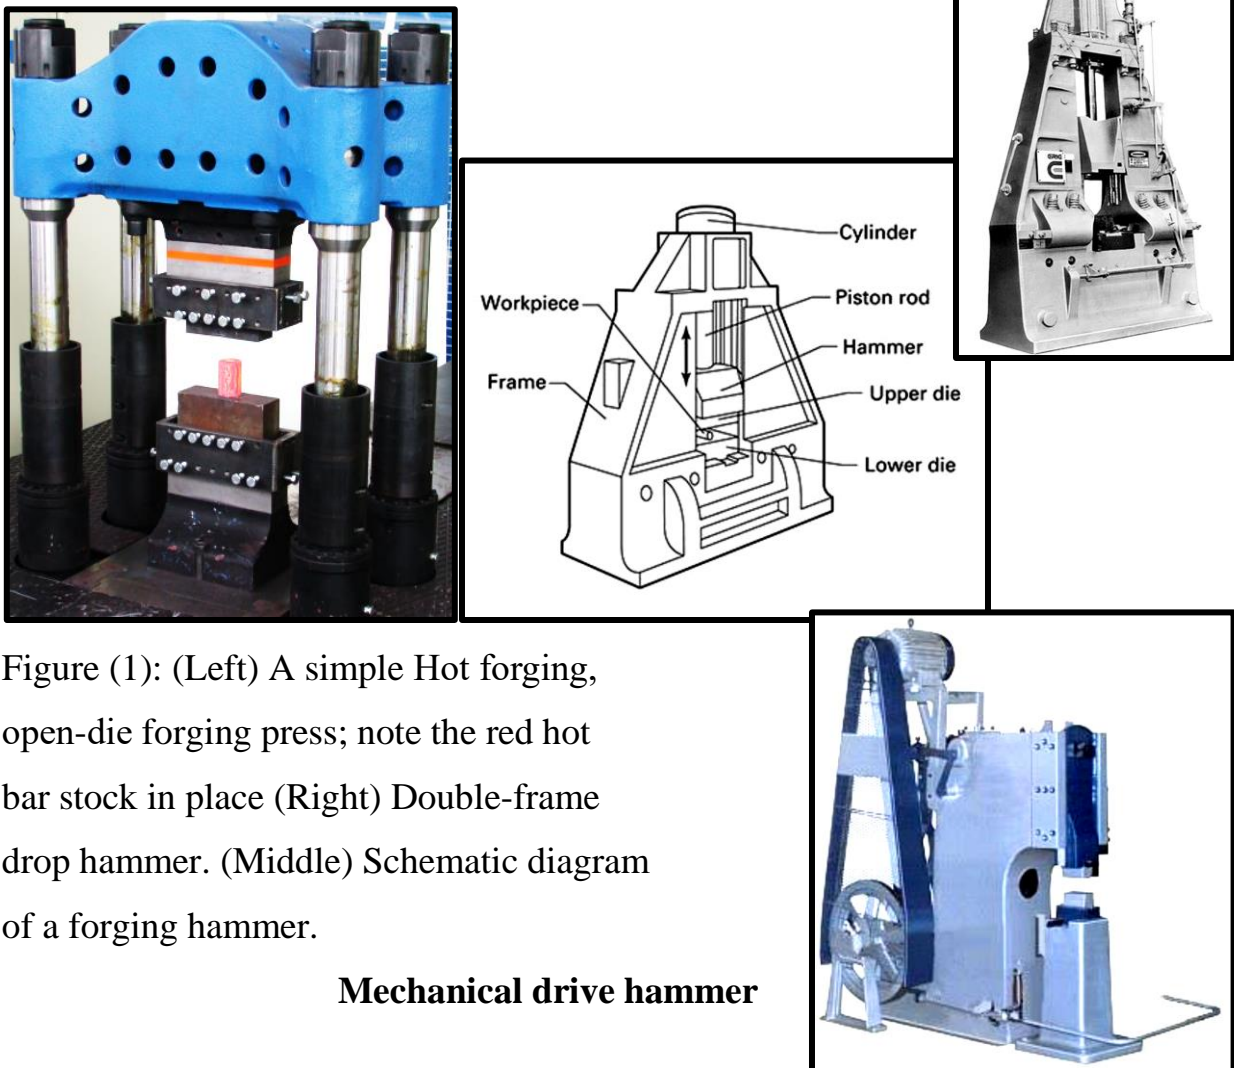 Cylinder
Workpiece
Piston rod
Hammer
Frame
Upper die
Lower die
Figure (1): (Left) A simple Hot forging,
open-die forging press; note the red hot
bar stock in place (Right) Double-frame
drop hammer. (Middle) Schematic diagram
of a forging hammer.
Mechanical drive hammer